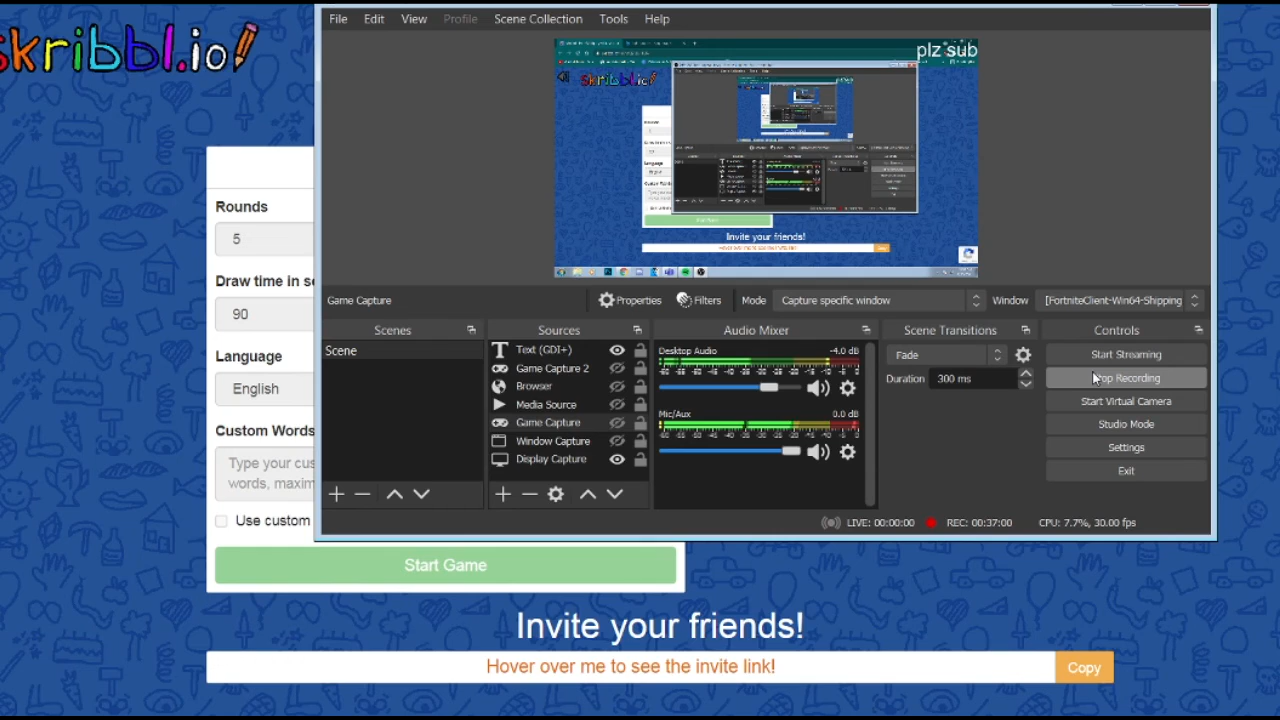 skribbl.io
File Edit View Profile Scene Collection Tools Help
plz sub
Invite your friends!
Rounds
5
Draw time in se
90
Language
English
Custom Words
Type your cus
words, maxim
Use custom
Start Game
Game Capture
Properties Filters Mode Capture specific window Window [FortniteClient-Win64-Shipping
Scenes Sources Audio Mixer Scene Transitions Controls
Scene
Text (GDI+)
Game Capture 2
Browser
Media Source
Game Capture
Window Capture
Display Capture
Desktop Audio -4.0 dB
Mic/Aux 0.0 dB
Fade
Duration 300 ms
Start Streaming
op Recording
Start Virtual Camera
Studio Mode
Settings
Exit
LIVE: 00:00:00 REC: 00:37:00 CPU: 7.7%, 30.00 fps
Invite your friends!
Hover over me to see the invite link! Copy